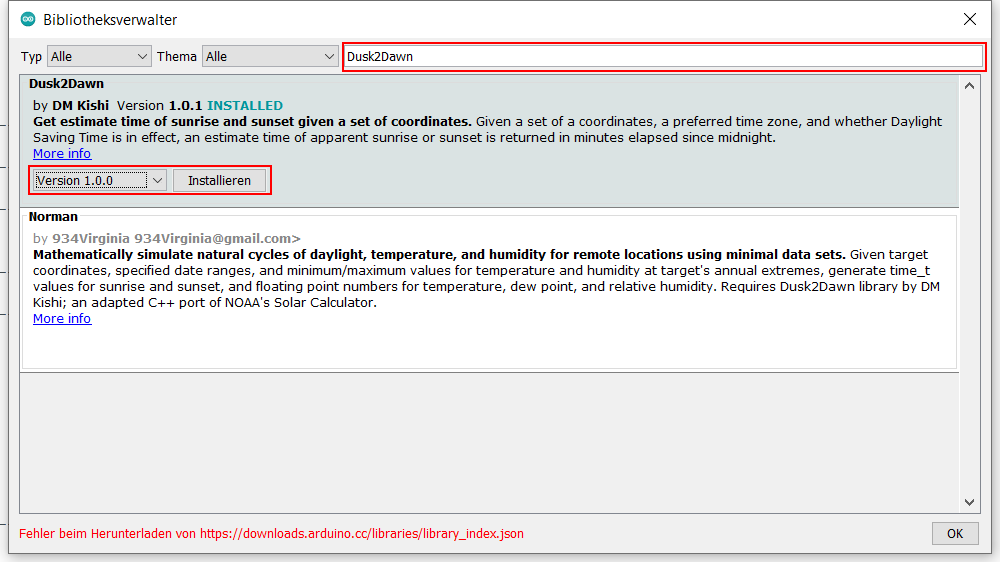 Bibliotheksverwalter
Typ Alle Thema Alle Dusk2Dawn
Dusk2Dawn
by DM Kishi Version 1.0.1 INSTALLED
Get estimate time of sunrise and sunset given a set of coordinates. Given a set of a coordinates, a preferred time zone, and whether Daylight
Saving Time is in effect, an estimate time of apparent sunrise or sunset is returned in minutes elapsed since midnight.
More info
Version 1.0.0 Installieren
Norman
by 934Virginia 934Virginia@gmail.com>
Mathematically simulate natural cycles of daylight, temperature, and humidity for remote locations using minimal data sets. Given target
coordinates, specified date ranges, and minimum/maximum values for temperature and humidity at target's annual extremes, generate time_t
values for sunrise and sunset, and floating point numbers for temperature, dew point, and relative humidity. Requires Dusk2Dawn library by DM
Kishi; an adapted C++ port of NOAA's Solar Calculator.
More info
Fehler beim Herunterladen von https://downloads.arduino.cc/libraries/library_index.json
OK